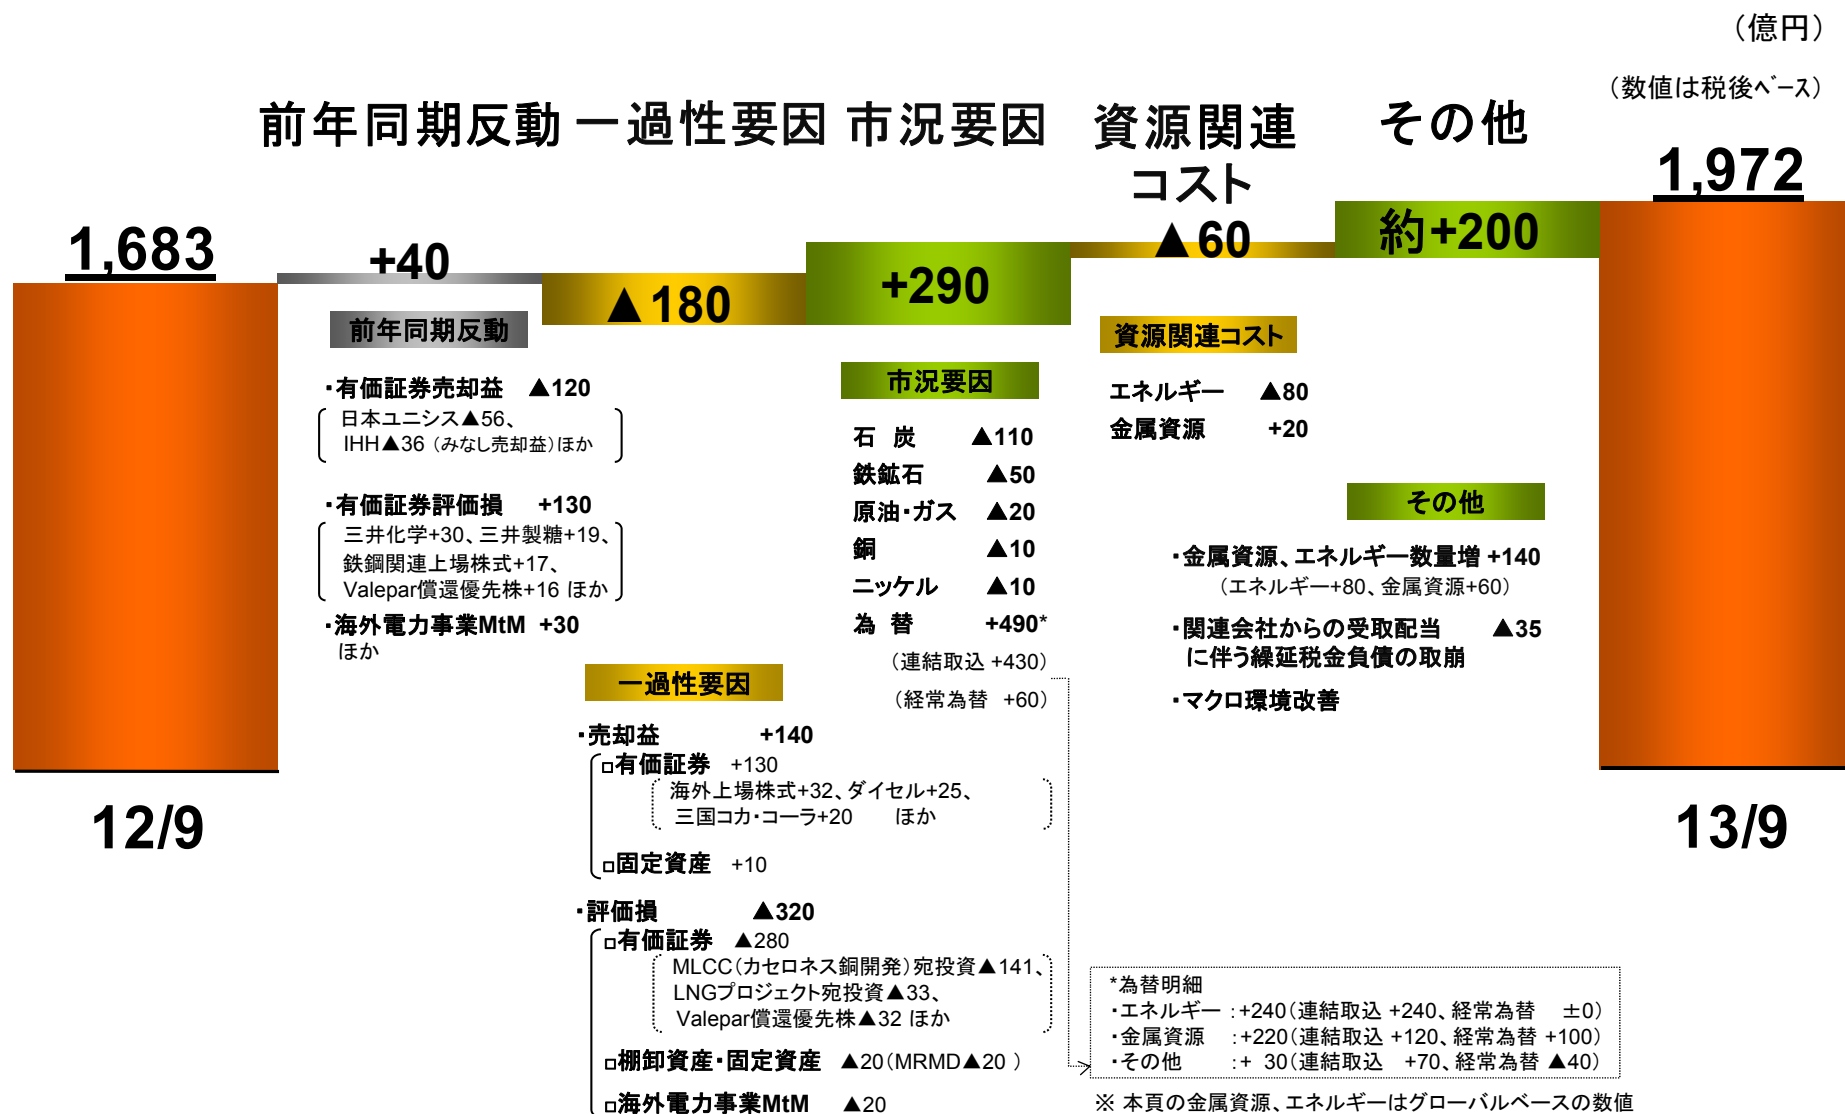 （億円）
（数値は税後ベース）
前年同期反動
一過性要因
市況要因
資源関連
コスト
その他
1,683
+40
▲180
+290
▲60
約+200
1,972
12/9
13/9
前年同期反動
・有価証券売却益 ▲120
日本ユニシス▲56、
IHH▲36（みなし売却益）ほか
・有価証券評価損 +130
三井化学+30、三井製糖+19、
鉄鋼関連上場株式+17、
Valepar償還優先株+16 ほか
・海外電力事業MtM +30
ほか
一過性要因
・売却益 +140
□有価証券 +130
海外上場株式+32、ダイセル+25、
三国コカ・コーラ+20 ほか
□固定資産 +10
・評価損 ▲320
□有価証券 ▲280
MLCC（カセロネス銅開発）宛投資▲141、
LNGプロジェクト宛投資▲33、
Valepar償還優先株▲32 ほか
□棚卸資産・固定資産 ▲20（MRMD▲20 ）
□海外電力事業MtM ▲20
市況要因
石 炭 ▲110
鉄鉱石 ▲50
原油・ガス ▲20
銅 ▲10
ニッケル ▲10
為 替 +490*
（連結取込 +430）
（経常為替 +60）
資源関連コスト
エネルギー ▲80
金属資源 +20
その他
・金属資源、エネルギー数量増 +140
（エネルギー+80、金属資源+60）
・関連会社からの受取配当 ▲35
に伴う繰延税金負債の取崩
・マクロ環境改善
*為替明細
・エネルギー ：+240（連結取込 +240、経常為替 ±0）
・金属資源 ：+220（連結取込 +120、経常為替 +100）
・その他 ：+ 30（連結取込 +70、経常為替 ▲40）
※ 本頁の金属資源、エネルギーはグローバルベースの数値